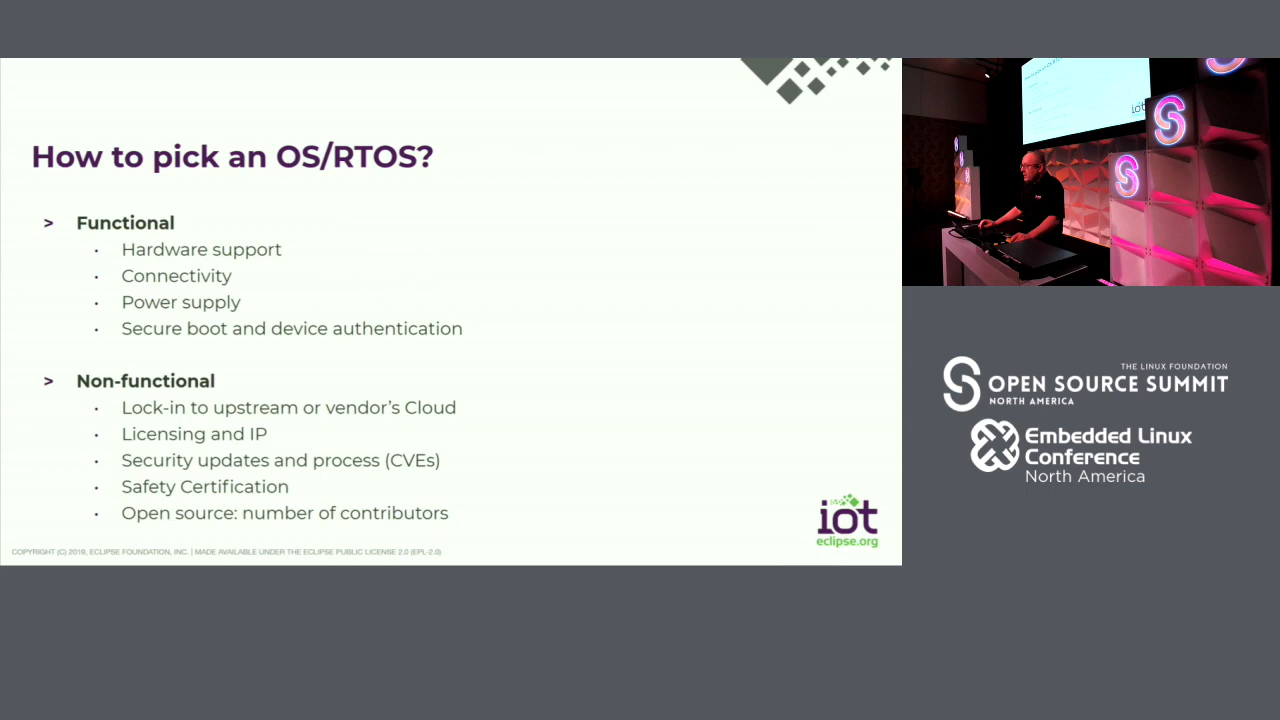 How to pick an OS/RTOS?
> Functional
• Hardware support
• Connectivity
• Power supply
• Secure boot and device authentication
> Non-functional
• Lock-in to upstream or vendor's Cloud
• Licensing and IP
• Security updates and process (CVEs)
• Safety Certification
• Open source: number of contributors
iot
eclipse.org
COPYRIGHT (C) 2019, ECLIPSE FOUNDATION, INC. | MADE AVAILABLE UNDER THE ECLIPSE PUBLIC LICENSE 2.0 (EPL-2.0)
iot
THE LINUX FOUNDATION
OPEN SOURCE SUMMIT
NORTH AMERICA
Embedded Linux
Conference
North America